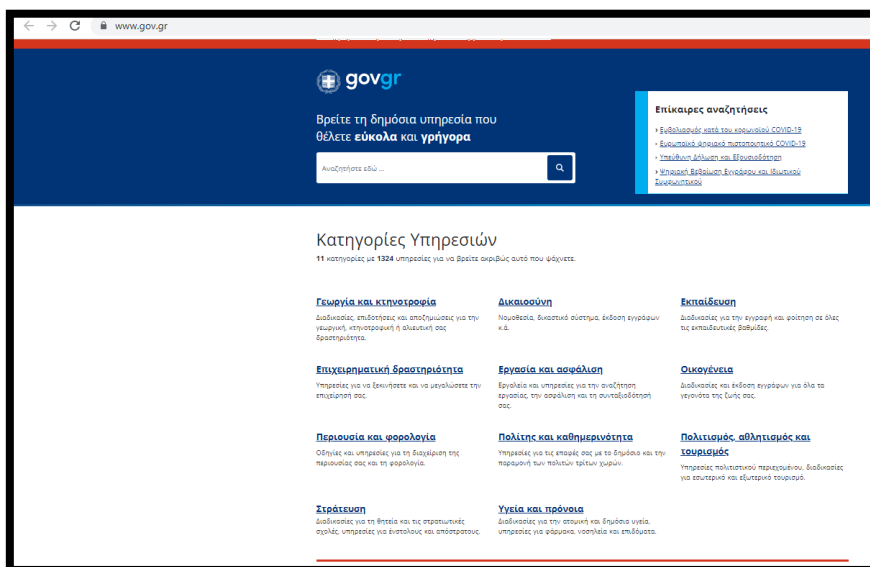 www.gov.gr
govgr
Βρείτε τη δημόσια υπηρεσία που
θέλετε εύκολα και γρήγορα
Αναζητήστε εδώ ...
Επίκαιρες αναζητήσεις
› Εμβολιασμός κατά του κορωνοϊού COVID-19
› Ευρωπαϊκό ψηφιακό πιστοποιητικό COVID-19
› Υπεύθυνη Δήλωση και Εξουσιοδότηση
› Ψηφιακή Βεβαίωση Εγγράφου και Ιδιωτικού
Συμφωνητικού
Κατηγορίες Υπηρεσιών
11 κατηγορίες με 1324 υπηρεσίες για να βρείτε ακριβώς αυτό που ψάχνετε.
Γεωργία και κτηνοτροφία
Διαδικασίες, επιδοτήσεις και αποζημιώσεις για την
γεωργική, κτηνοτροφική ή αλιευτική σας
δραστηριότητα.
Δικαιοσύνη
Νομοθεσία, δικαστικό σύστημα, έκδοση εγγράφων
κ.ά.
Εκπαίδευση
Διαδικασίες για την εγγραφή και φοίτηση σε όλες
τις εκπαιδευτικές βαθμίδες.
Επιχειρηματική δραστηριότητα
Υπηρεσίες για να ξεκινήσετε και να μεγαλώσετε την
επιχείρησή σας.
Εργασία και ασφάλιση
Εργαλεία και υπηρεσίες για την αναζήτηση
εργασίας, την ασφάλιση και τη συνταξιοδότησή
σας.
Οικογένεια
Διαδικασίες και έκδοση εγγράφων για όλα τα
γεγονότα της ζωής σας.
Περιουσία και φορολογία
Οδηγίες και υπηρεσίες για τη διαχείριση της
περιουσίας σας και τη φορολογία.
Πολίτης και καθημερινότητα
Υπηρεσίες για τις επαφές σας με το δημόσιο και την
παραμονή των πολιτών τρίτων χωρών.
Πολιτισμός, αθλητισμός και
τουρισμός
Υπηρεσίες πολιτιστικού περιεχομένου, διαδικασίες
για εσωτερικό και εξωτερικό τουρισμό.
Στράτευση
Διαδικασίες για τη θητεία και τις στρατιωτικές
σχολές, υπηρεσίες για ένστολους και απόστρατους.
Υγεία και πρόνοια
Διαδικασίες για την ατομική και δημόσια υγεία,
υπηρεσίες για φάρμακα, νοσηλεία και επιδόματα.